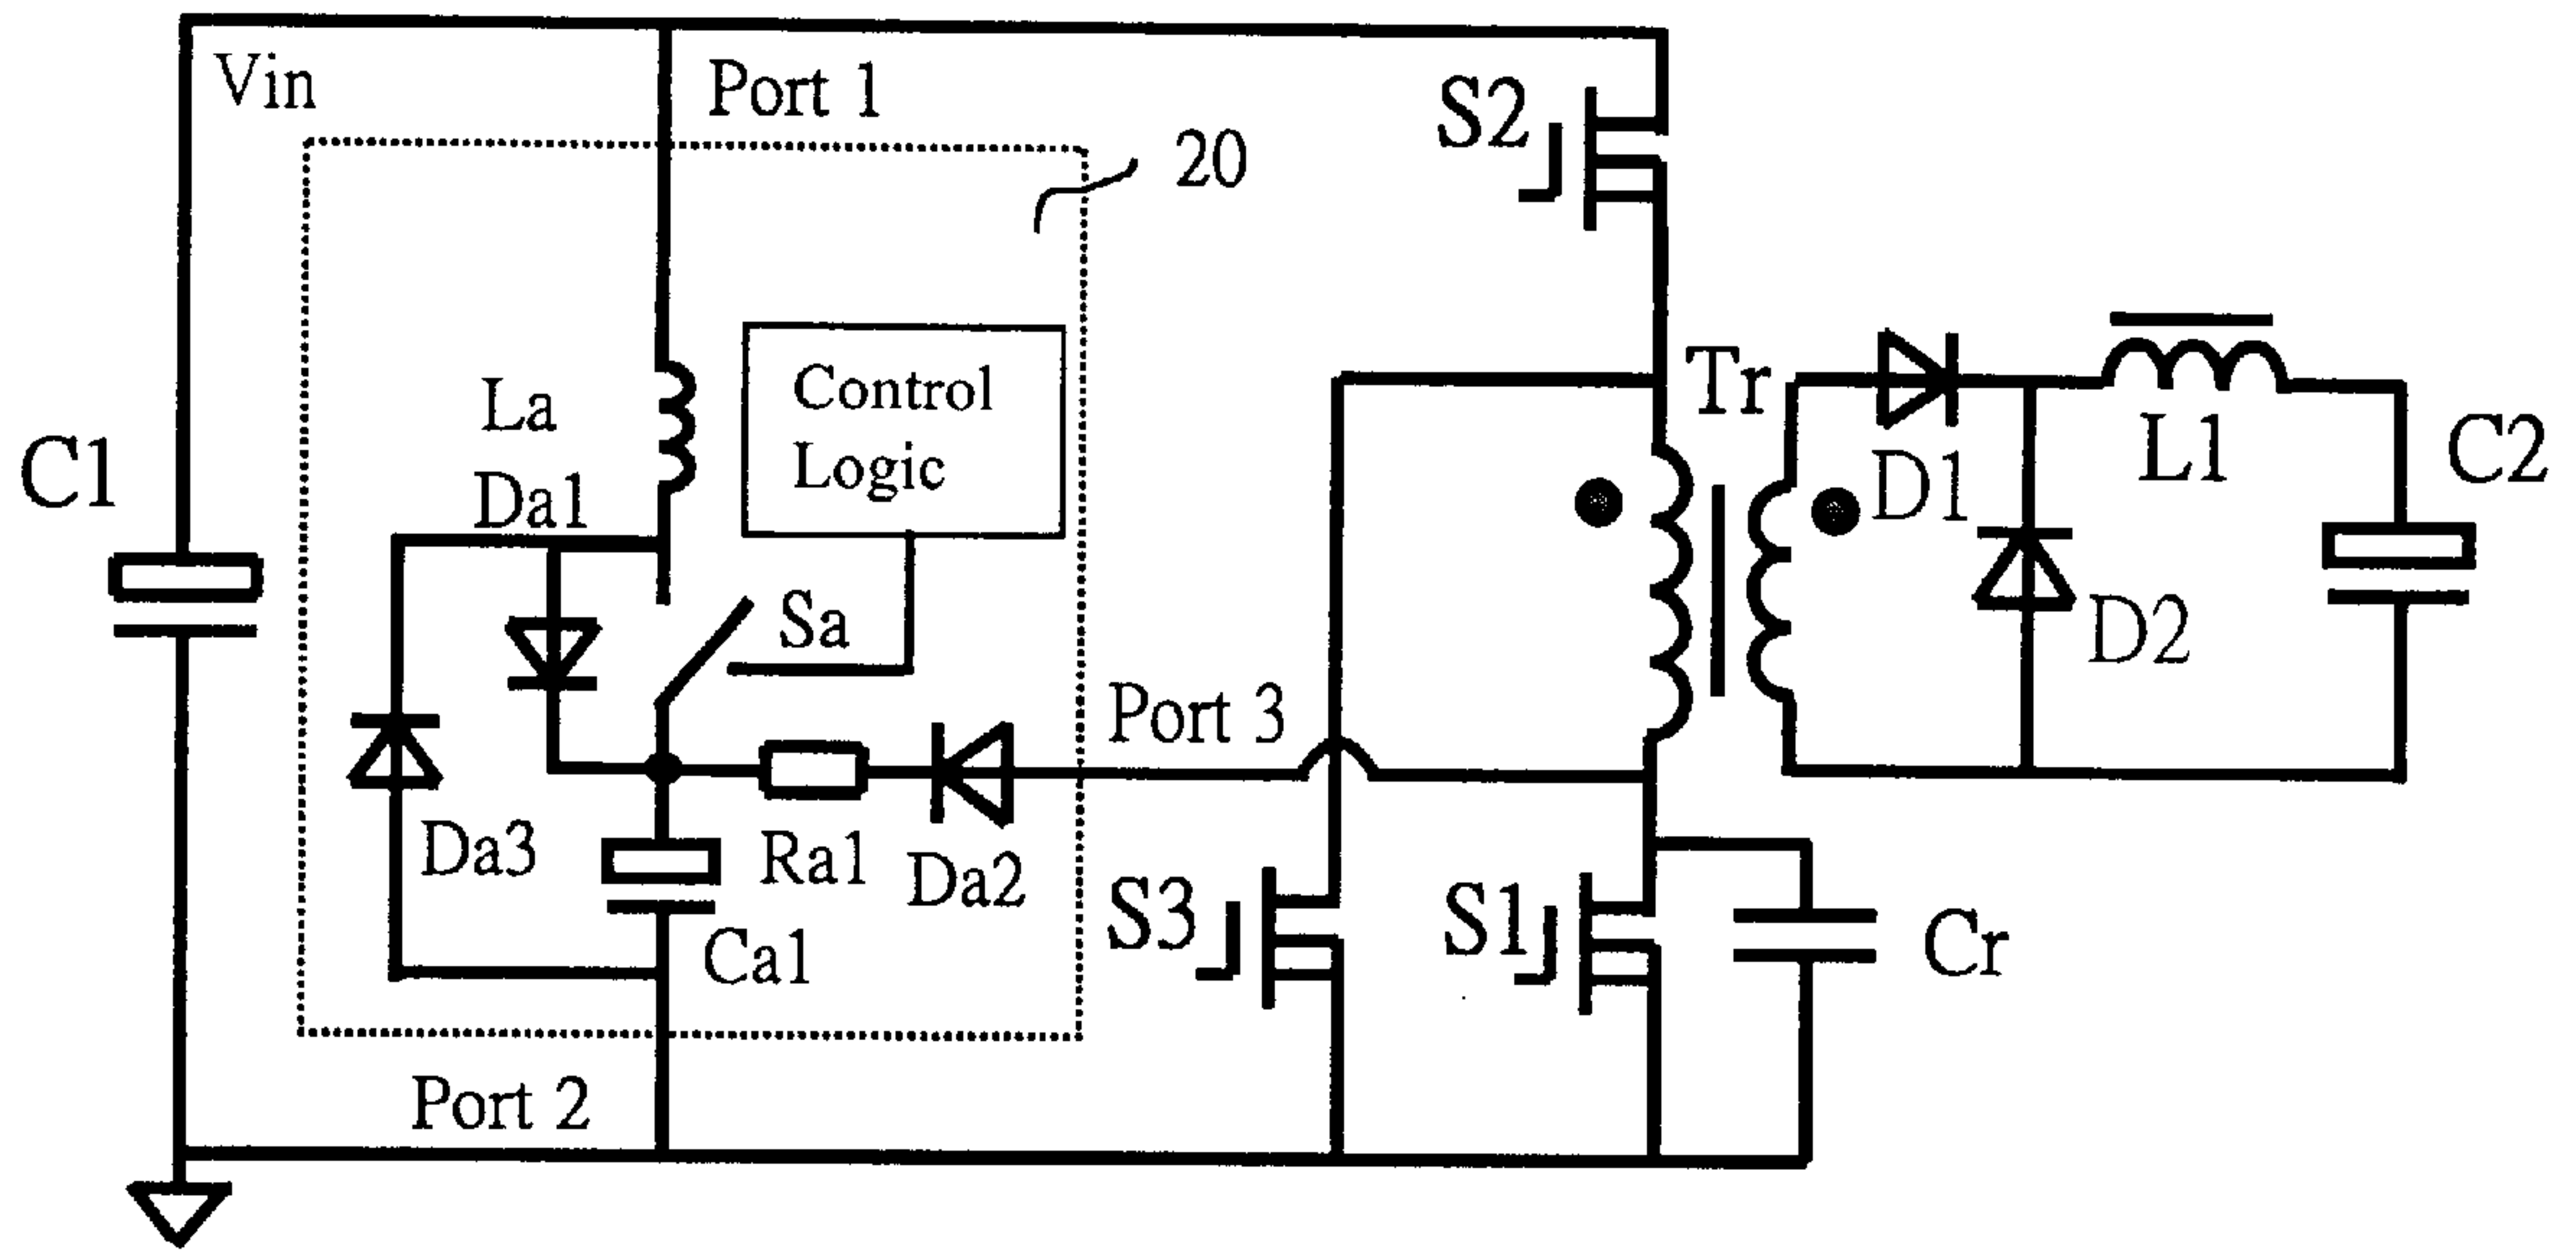 Vin
Port 1
S2
20
Control
Logic
La
Da1
C1
Tr
D1
L1
C2
Sa
D2
Port 3
Da3
Ra1
Da2
Ca1
S3
S1
Cr
Port 2